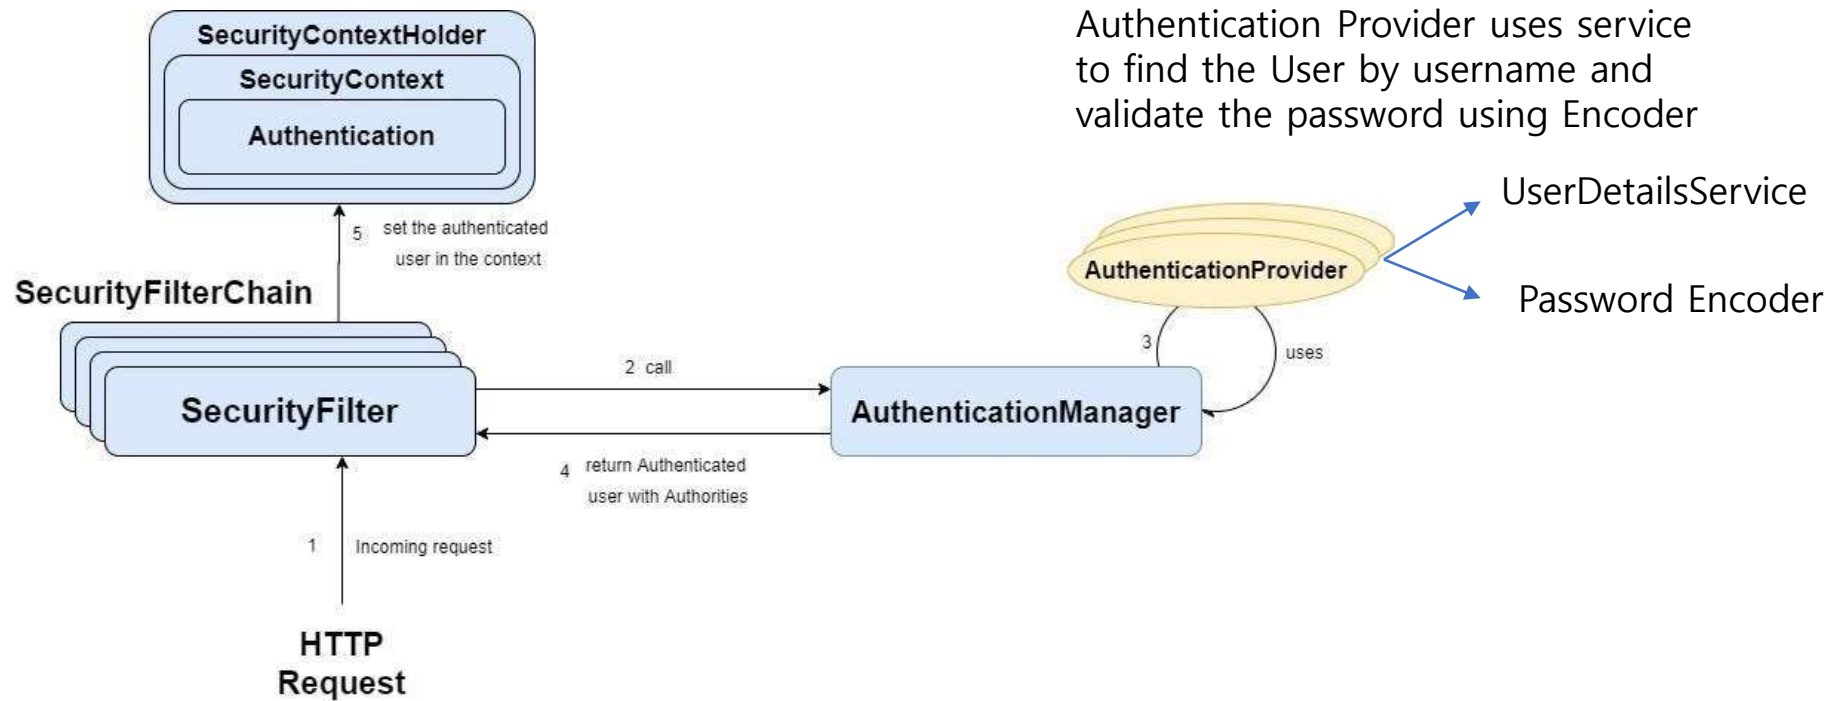 SecurityContextHolder
SecurityContext
Authentication
Authentication Provider uses service
to find the User by username and
validate the password using Encoder
UserDetailsService
Password Encoder
AuthenticationProvider
3
uses
5 set the authenticated
user in the context
SecurityFilterChain
SecurityFilter
2 call
AuthenticationManager
4 return Authenticated
user with Authorities
1 Incoming request
HTTP
Request